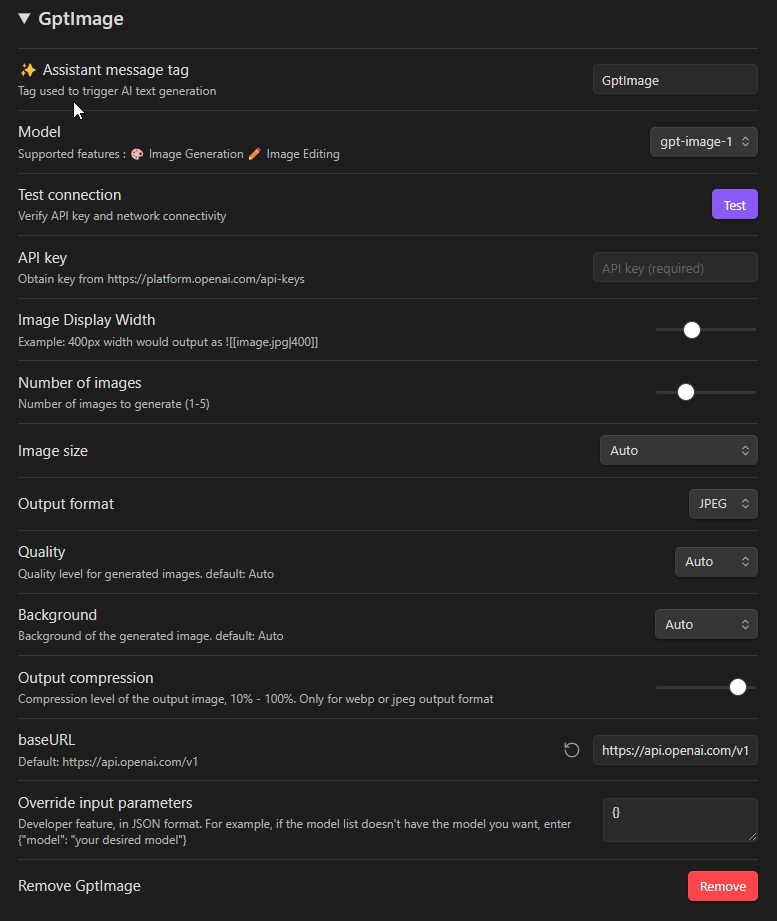 GptImage
✨ Assistant message tag
GptImage
Tag used to trigger AI text generation
Model
gpt-image-1
Supported features : 🎨 Image Generation 🖍️ Image Editing
Test connection
Test
Verify API key and network connectivity
API key
API key (required)
Obtain key from https://platform.openai.com/api-keys
Image Display Width
Example: 400px width would output as ![[image.jpg|400]]
Number of images
Number of images to generate (1-5)
Image size
Auto
Output format
JPEG
Quality
Auto
Quality level for generated images. default: Auto
Background
Auto
Background of the generated image. default: Auto
Output compression
Compression level of the output image, 10% - 100%. Only for webp or jpeg output format
baseURL
https://api.openai.com/v1
Default: https://api.openai.com/v1
Override input parameters
{}
Developer feature, in JSON format. For example, if the model list doesn't have the model you want, enter
{"model": "your desired model"}
Remove GptImage
Remove